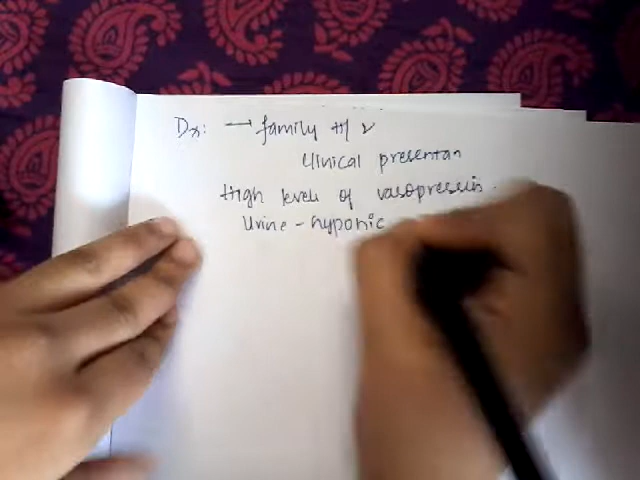 Dx: → family H/
Clinical presentan
High levels of vasopressin.
Urine - hyponic